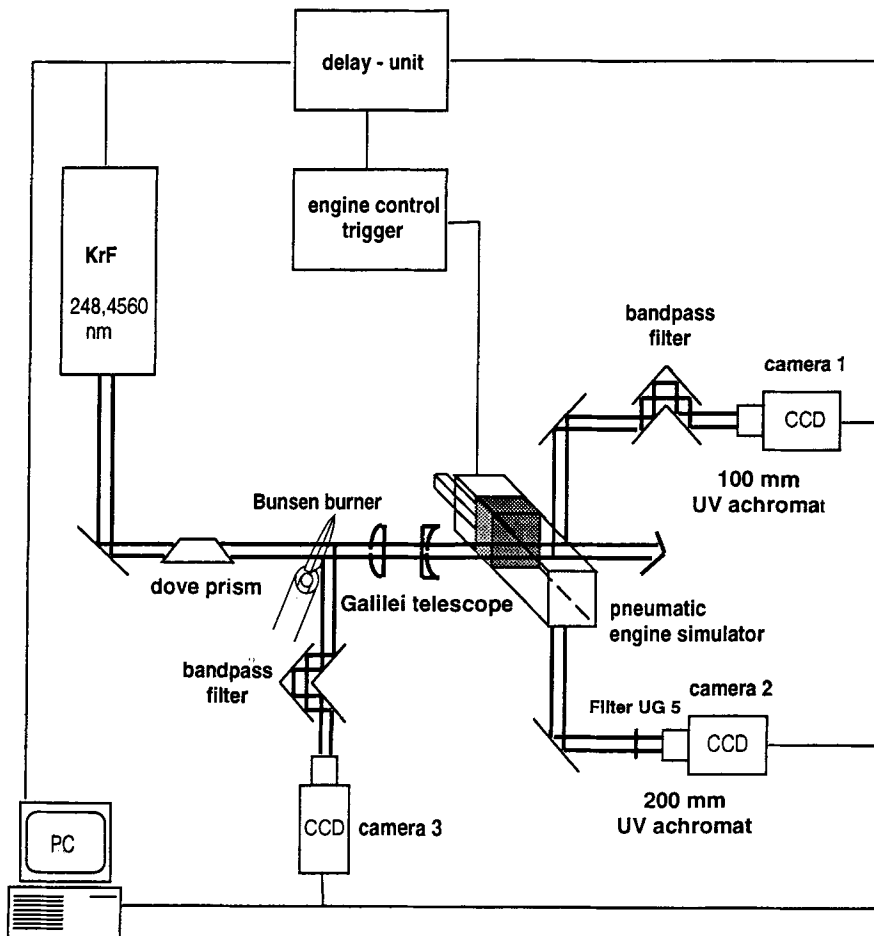 delay - unit
engine control
trigger
KrF
248,4560
nm
bandpass
filter
camera 1
CCD
100 mm
UV achromat
Bunsen burner
dove prism
Galilei telescope
pneumatic
engine simulator
bandpass
filter
camera 2
Filter UG 5
CCD
200 mm
UV achromat
CCD
camera 3
PC